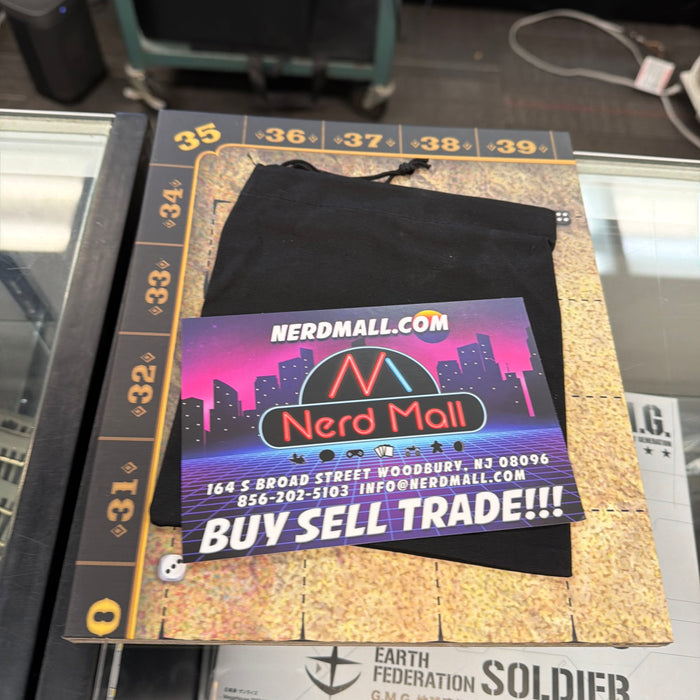 35 36 37 38 39
34
33
32
31
8
NERDMALL.COM
N
Nerd Mall
164 S BROAD STREET WOODBURY, NJ 08096
856-202-5103 INFO@NERDMALL.COM
BUY SELL TRADE!!!
.G.
EARTH
FEDERATION SOLDIER
G.M.G.